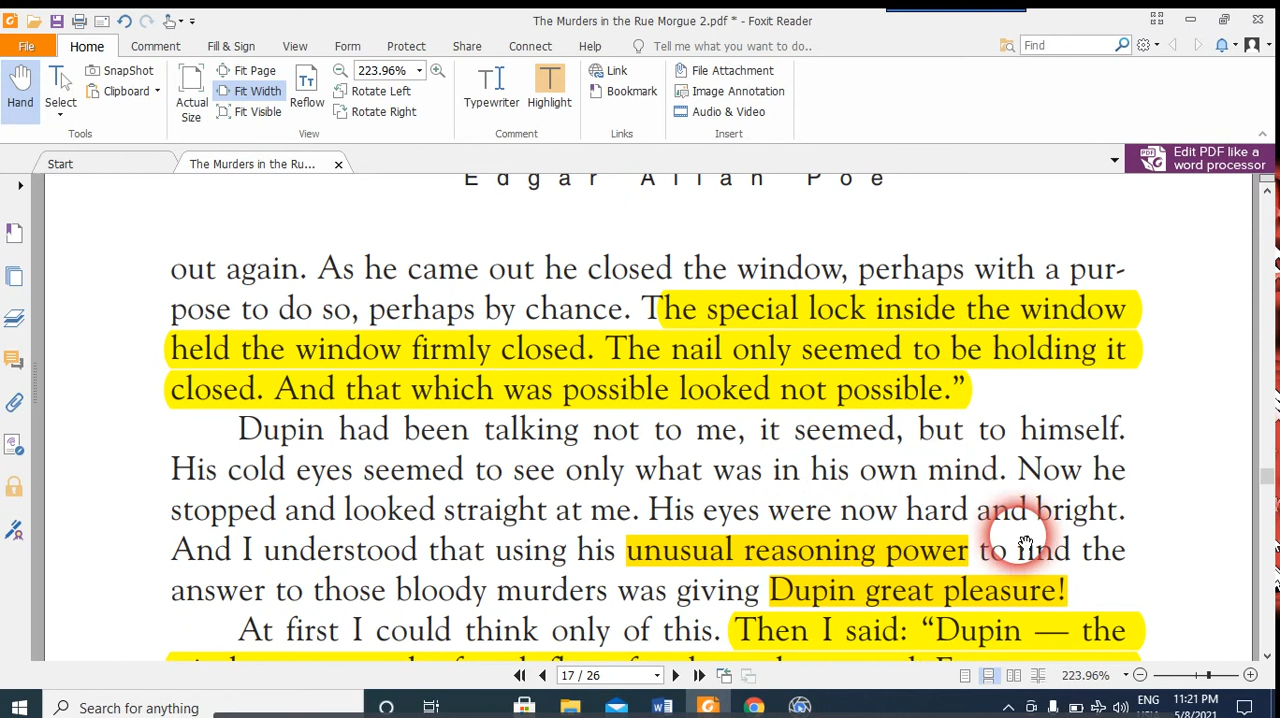 The Murders in the Rue Morgue 2.pdf * - Foxit Reader
File Home Comment Fill & Sign View Form Protect Share Connect Help Tell me what you want to do.. Find
Hand
Select
SnapShot
Clipboard
Tools
Actual Size
Fit Page
Fit Width
Fit Visible
Reflow
223.96%
Rotate Left
Rotate Right
View
Typewriter
Highlight
Comment
Link
Bookmark
Links
File Attachment
Image Annotation
Audio & Video
Insert
Start
The Murders in the Ru...
Edit PDF like a
word processor
Edgar Allan Poe
out again. As he came out he closed the window, perhaps with a pur-
pose to do so, perhaps by chance. The special lock inside the window
held the window firmly closed. The nail only seemed to be holding it
closed. And that which was possible looked not possible.”
Dupin had been talking not to me, it seemed, but to himself.
His cold eyes seemed to see only what was in his own mind. Now he
stopped and looked straight at me. His eyes were now hard and bright.
And I understood that using his unusual reasoning power to find the
answer to those bloody murders was giving Dupin great pleasure!
At first I could think only of this. Then I said: “Dupin — the
17 / 26
223.96%
Search for anything
ENG
11:21 PM
5/8/2021